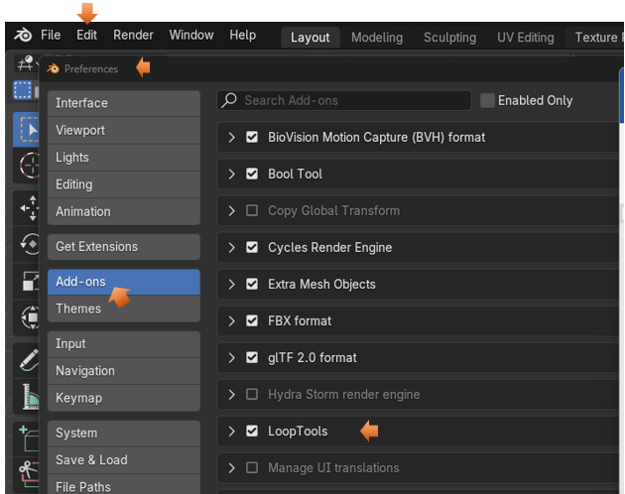 File Edit Render Window Help Layout Modeling Sculpting UV Editing Texture
Preferences
Interface
Viewport
Lights
Editing
Animation
Get Extensions
Add-ons
Themes
Input
Navigation
Keymap
System
Save & Load
File Paths
Search Add-ons Enabled Only
BioVision Motion Capture (BVH) format
Bool Tool
Copy Global Transform
Cycles Render Engine
Extra Mesh Objects
FBX format
glTF 2.0 format
Hydra Storm render engine
LoopTools
Manage UI translations